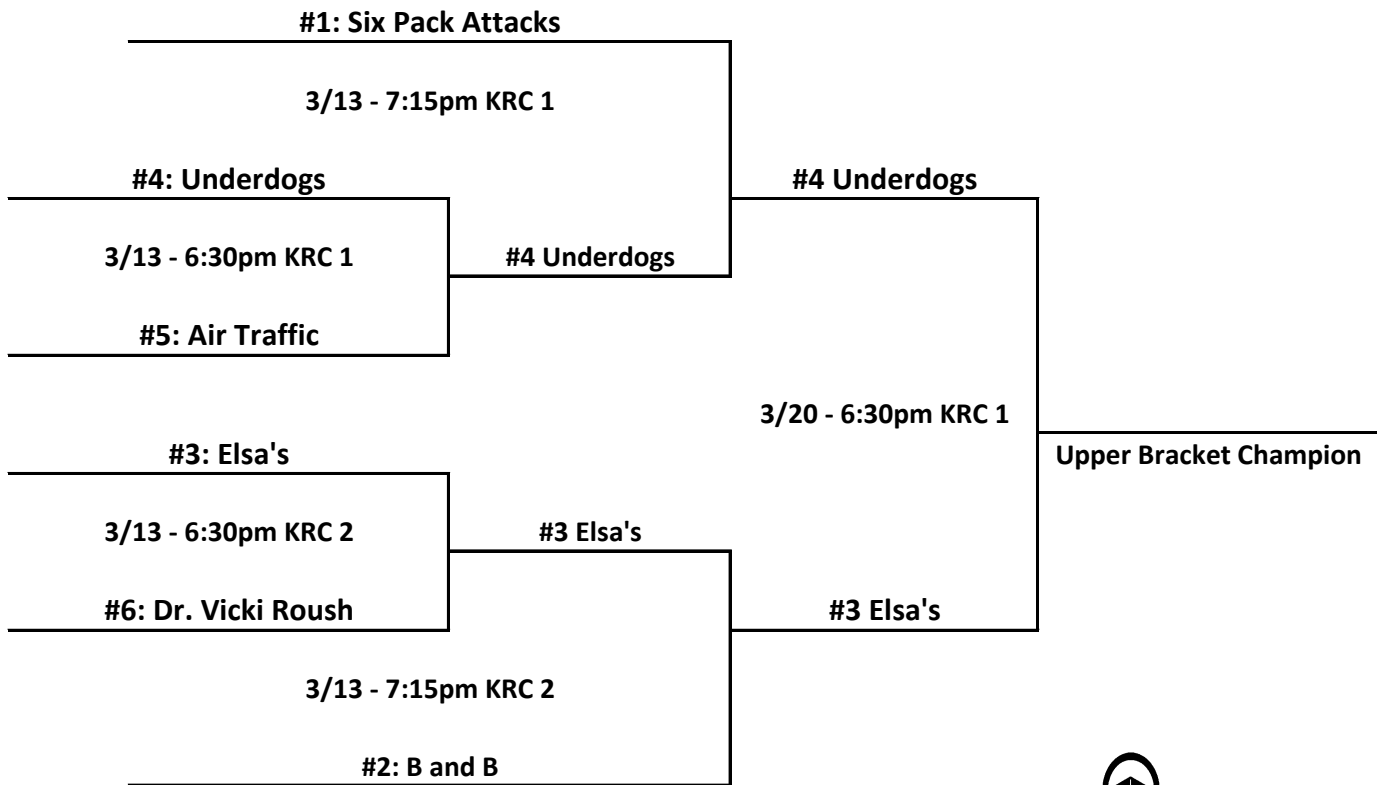 #1: Six Pack Attacks
3/13 - 7:15pm KRC 1
#4: Underdogs
#4 Underdogs
3/13 - 6:30pm KRC 1
#4 Underdogs
#5: Air Traffic
3/20 - 6:30pm KRC 1
#3: Elsa's
Upper Bracket Champion
3/13 - 6:30pm KRC 2
#3 Elsa's
#6: Dr. Vicki Roush
#3 Elsa's
3/13 - 7:15pm KRC 2
#2: B and B